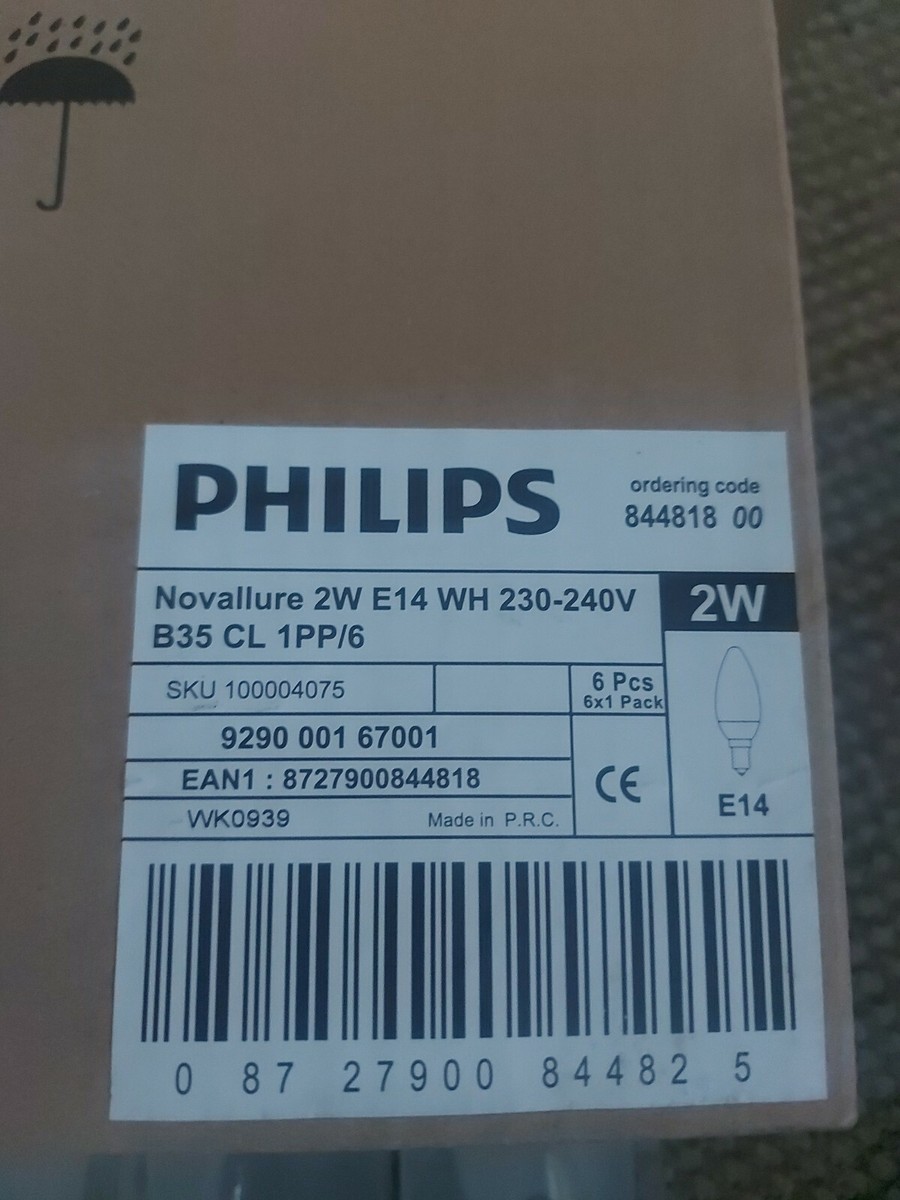 PHILIPS
ordering code
844818 00
Novallure 2W E14 WH 230-240V
B35 CL 1PP/6
2W
SKU 100004075
6 Pcs
6x1 Pack
9290 001 67001
EAN1 : 8727900844818
CE
E14
WK0939
Made in P.R.C.
0 87 27900 84482 5